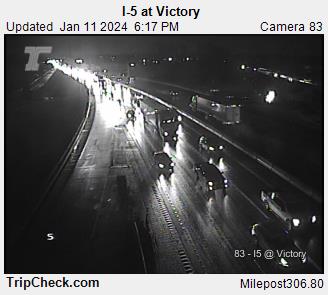 I-5 at Victory
Updated Jan 11 2024 6:17 PM Camera 83
S
83 - I5 @ Victory
TripCheck.com Milepost306.80